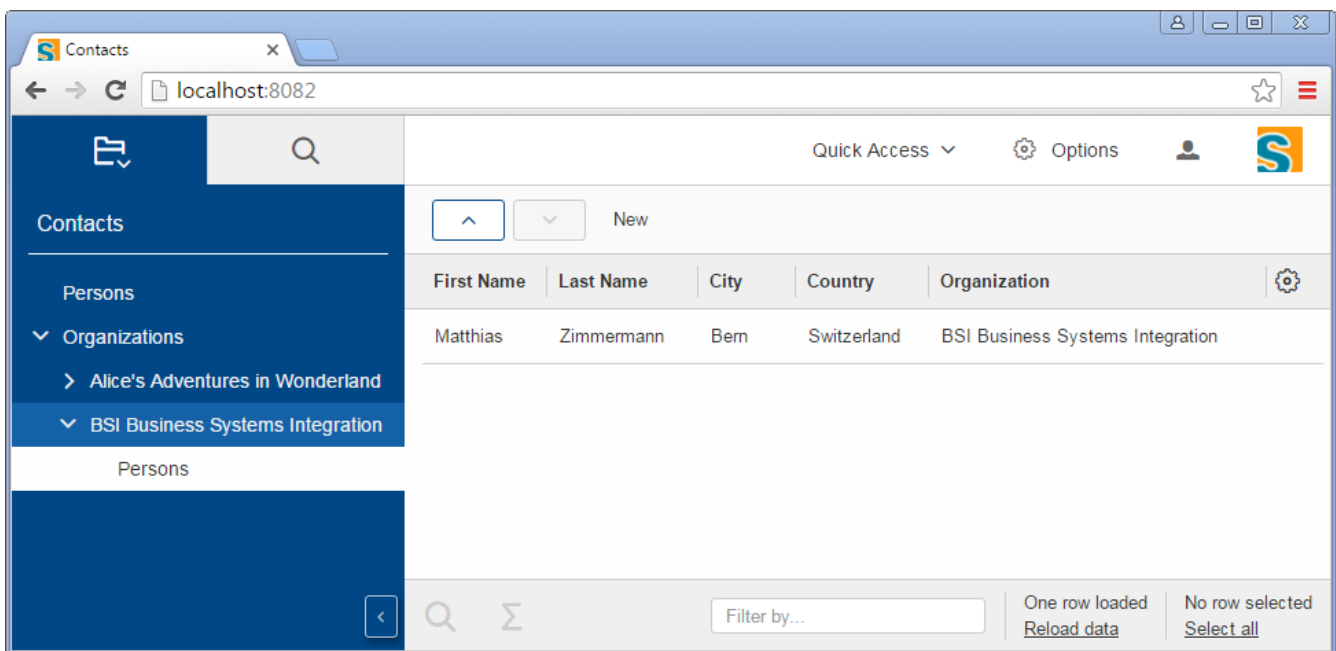 Contacts
localhost:8082
Quick Access
Options
Contacts
New
First Name Last Name City Country Organization
Persons
Organizations
Matthias Zimmermann Bern Switzerland BSI Business Systems Integration
Alice's Adventures in Wonderland
BSI Business Systems Integration
Persons
Filter by...
One row loaded
Reload data
No row selected
Select all